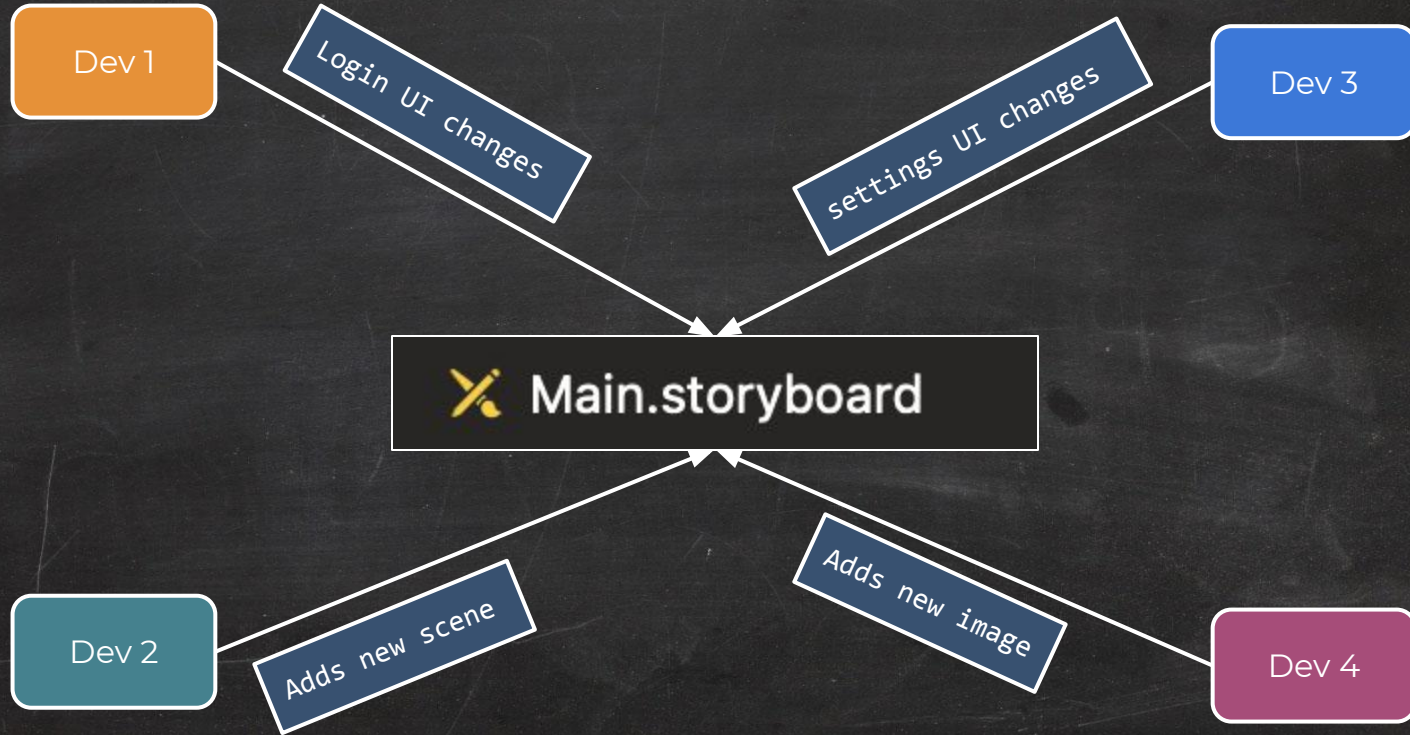 Dev 1
Login UI changes
settings UI changes
Dev 3
Main.storyboard
Dev 2
Adds new scene
Adds new image
Dev 4